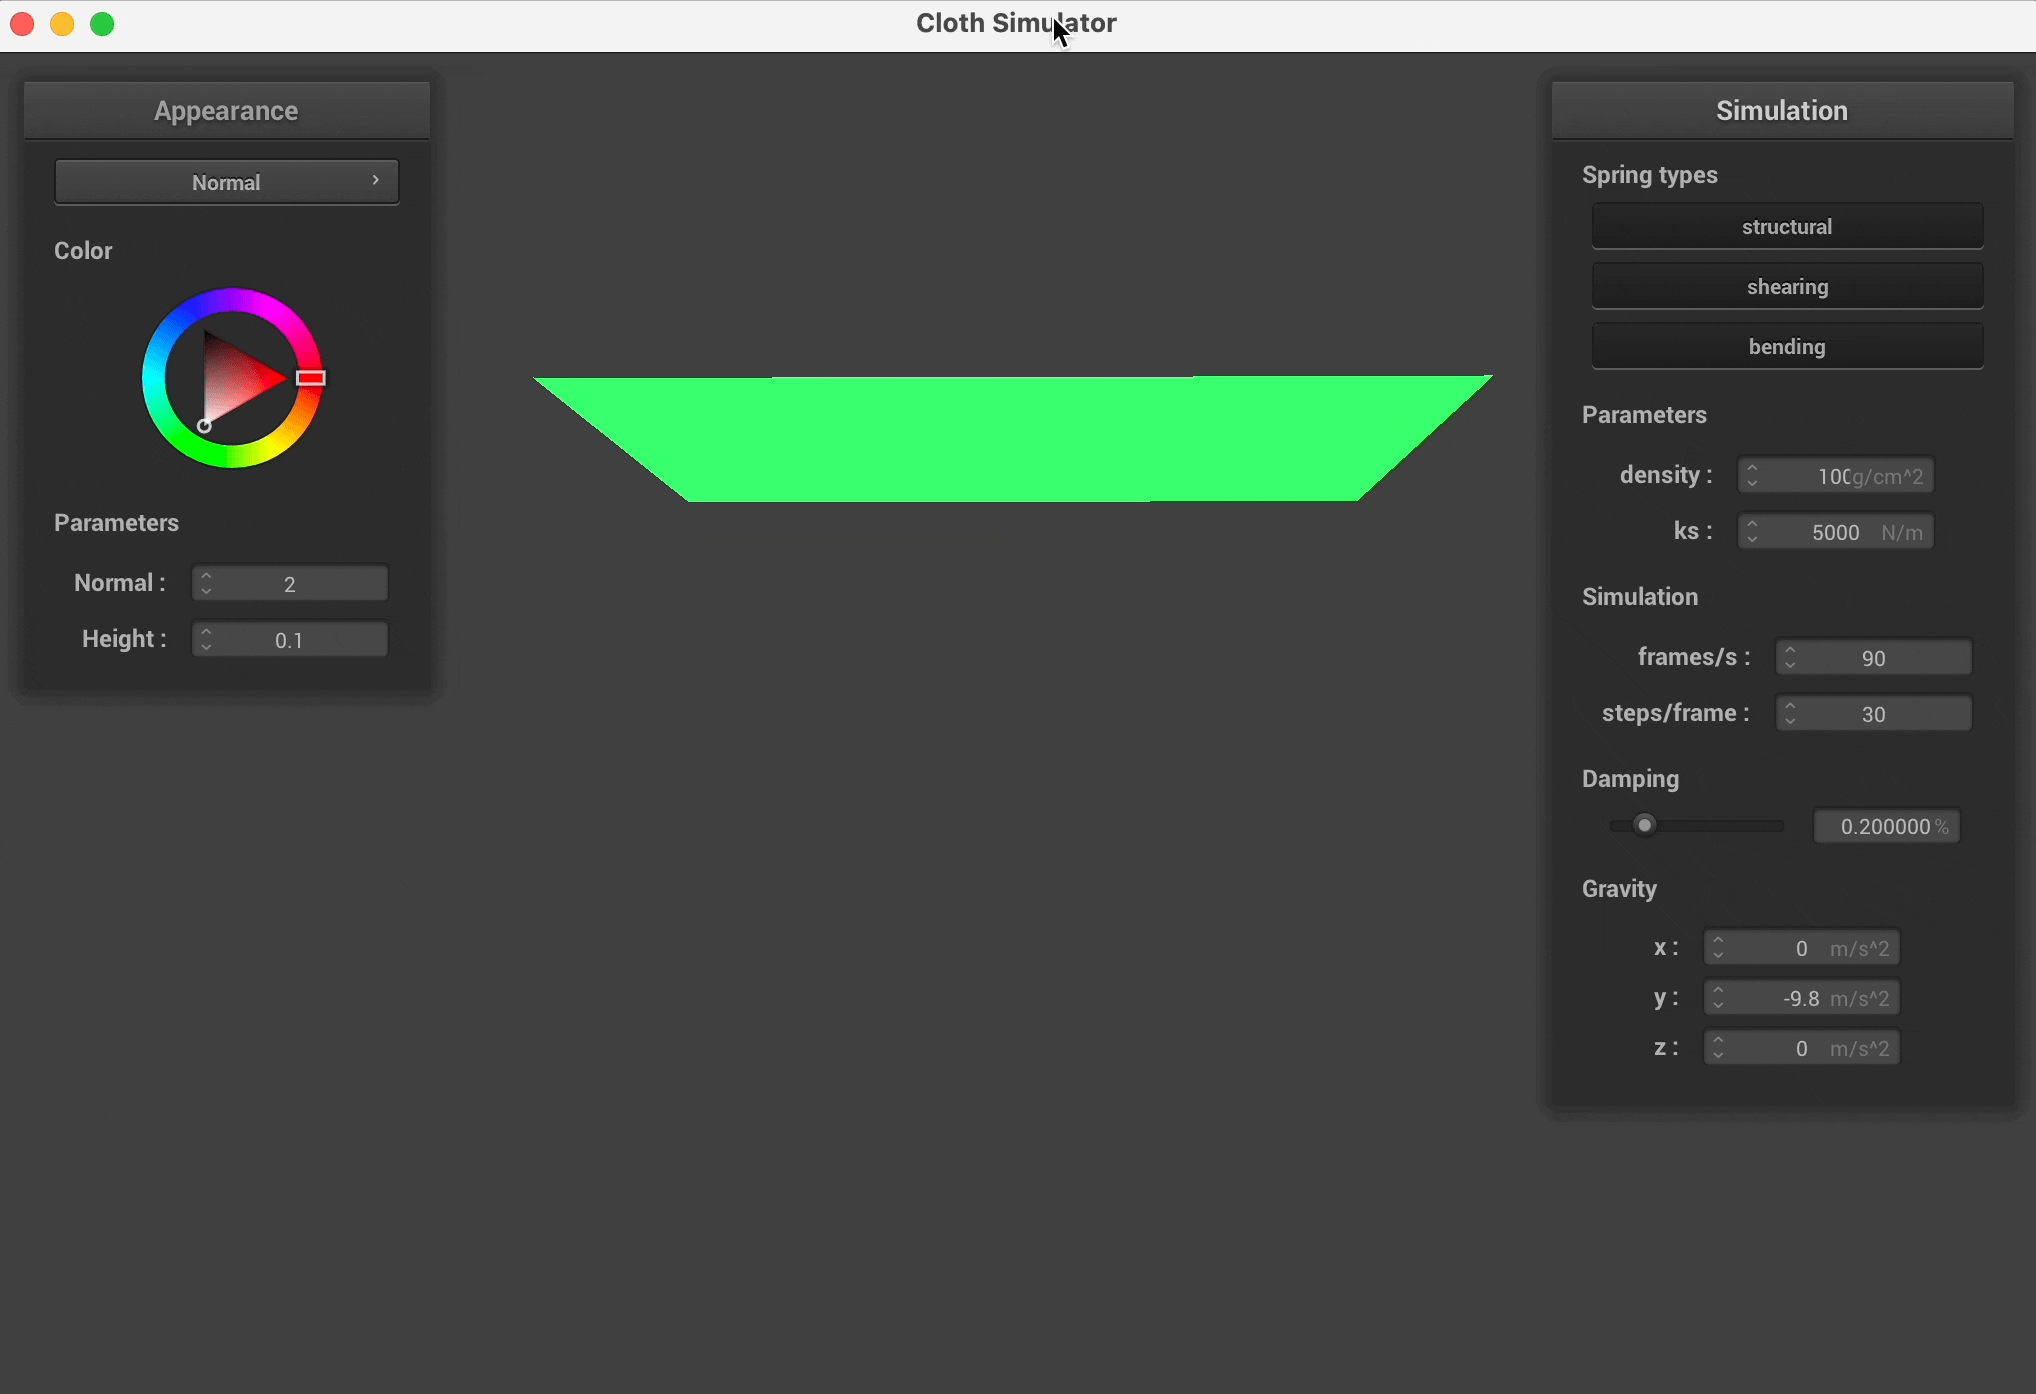 Cloth Simulator
Appearance
Normal
Color
Parameters
Normal : 2
Height : 0.1
Simulation
Spring types
structural
shearing
bending
Parameters
density : 100 g/cm^2
ks : 5000 N/m
Simulation
frames/s : 90
steps/frame : 30
Damping
0.200000 %
Gravity
x : 0 m/s^2
y : -9.8 m/s^2
z : 0 m/s^2